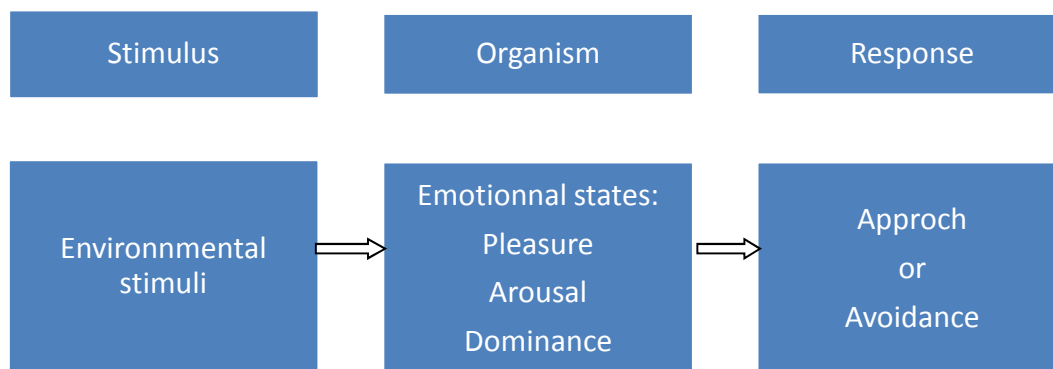 Stimulus
Organism
Response
Environnmental
stimuli
Emotionnal states:
Pleasure
Arousal
Dominance
Approch
or
Avoidance